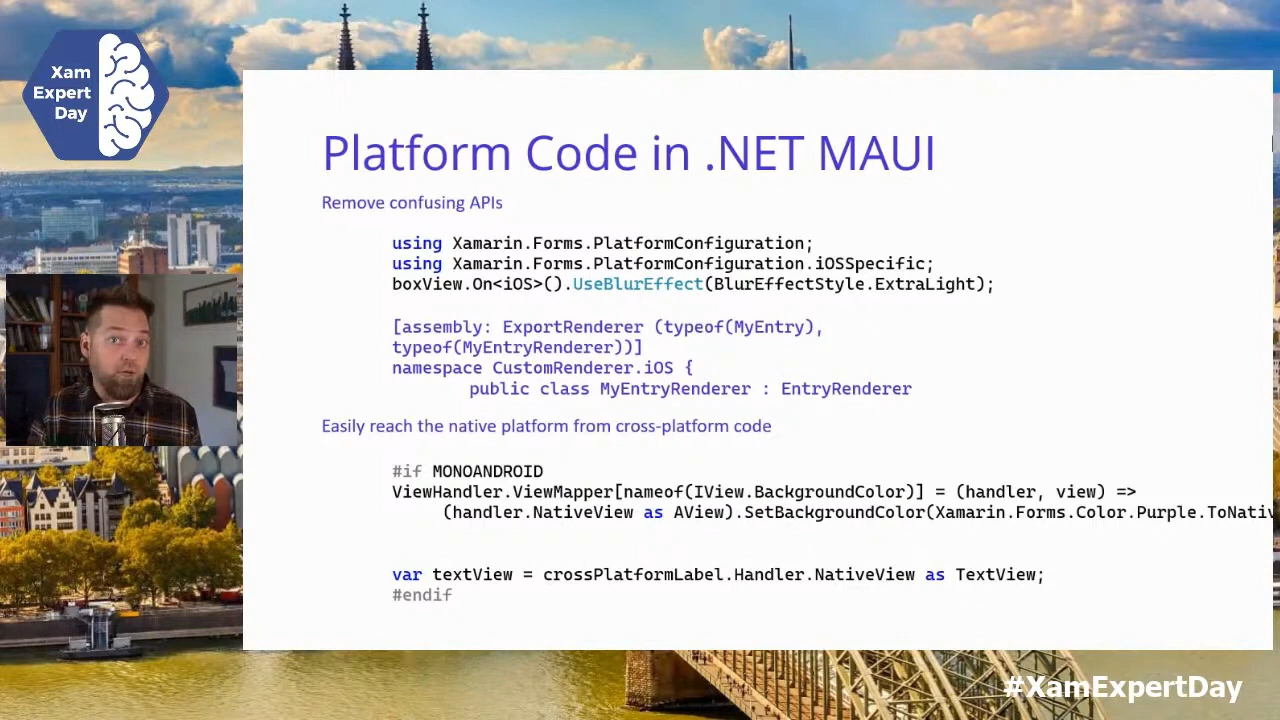 Xam
Expert
Day
Platform Code in .NET MAUI
Remove confusing APIs
using Xamarin.Forms.PlatformConfiguration;
using Xamarin.Forms.PlatformConfiguration.iOSSpecific;
boxView.On<iOS>().UseBlurEffect(BlurEffectStyle.ExtraLight);
[assembly: ExportRenderer (typeof(MyEntry),
typeof(MyEntryRenderer))]
namespace CustomRenderer.iOS {
public class MyEntryRenderer : EntryRenderer
Easily reach the native platform from cross-platform code
#if MONOANDROID
ViewHandler.ViewMapper[nameof(IView.BackgroundColor)] = (handler, view) =>
(handler.NativeView as AView).SetBackgroundColor(Xamarin.Forms.Color.Purple.ToNativ
var textView = crossPlatformLabel.Handler.NativeView as TextView;
#endif
#XamExpertDay